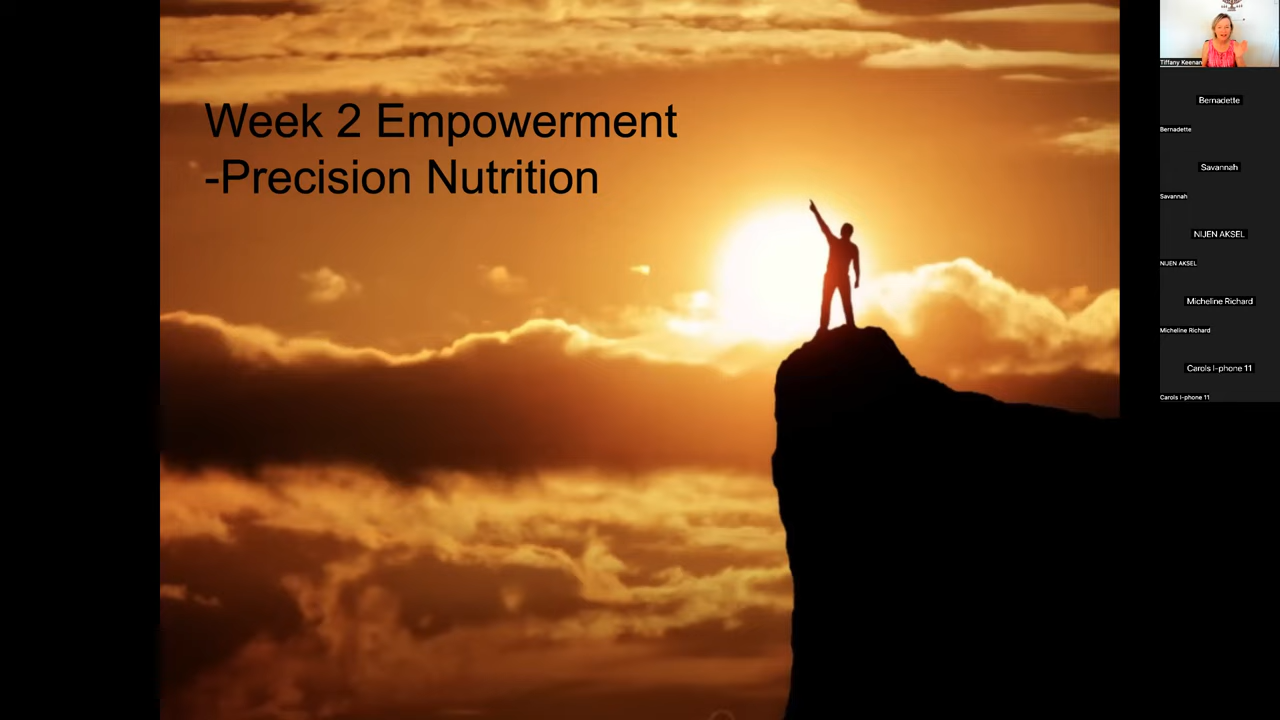 Week 2 Empowerment
-Precision Nutrition
Tiffany Keenan
Bernadette
Bernadette
Savannah
Savannah
NIJEN AKSEL
NIJEN AKSEL
Micheline Richard
Micheline Richard
Carols I-phone 11
Carols I-phone 11